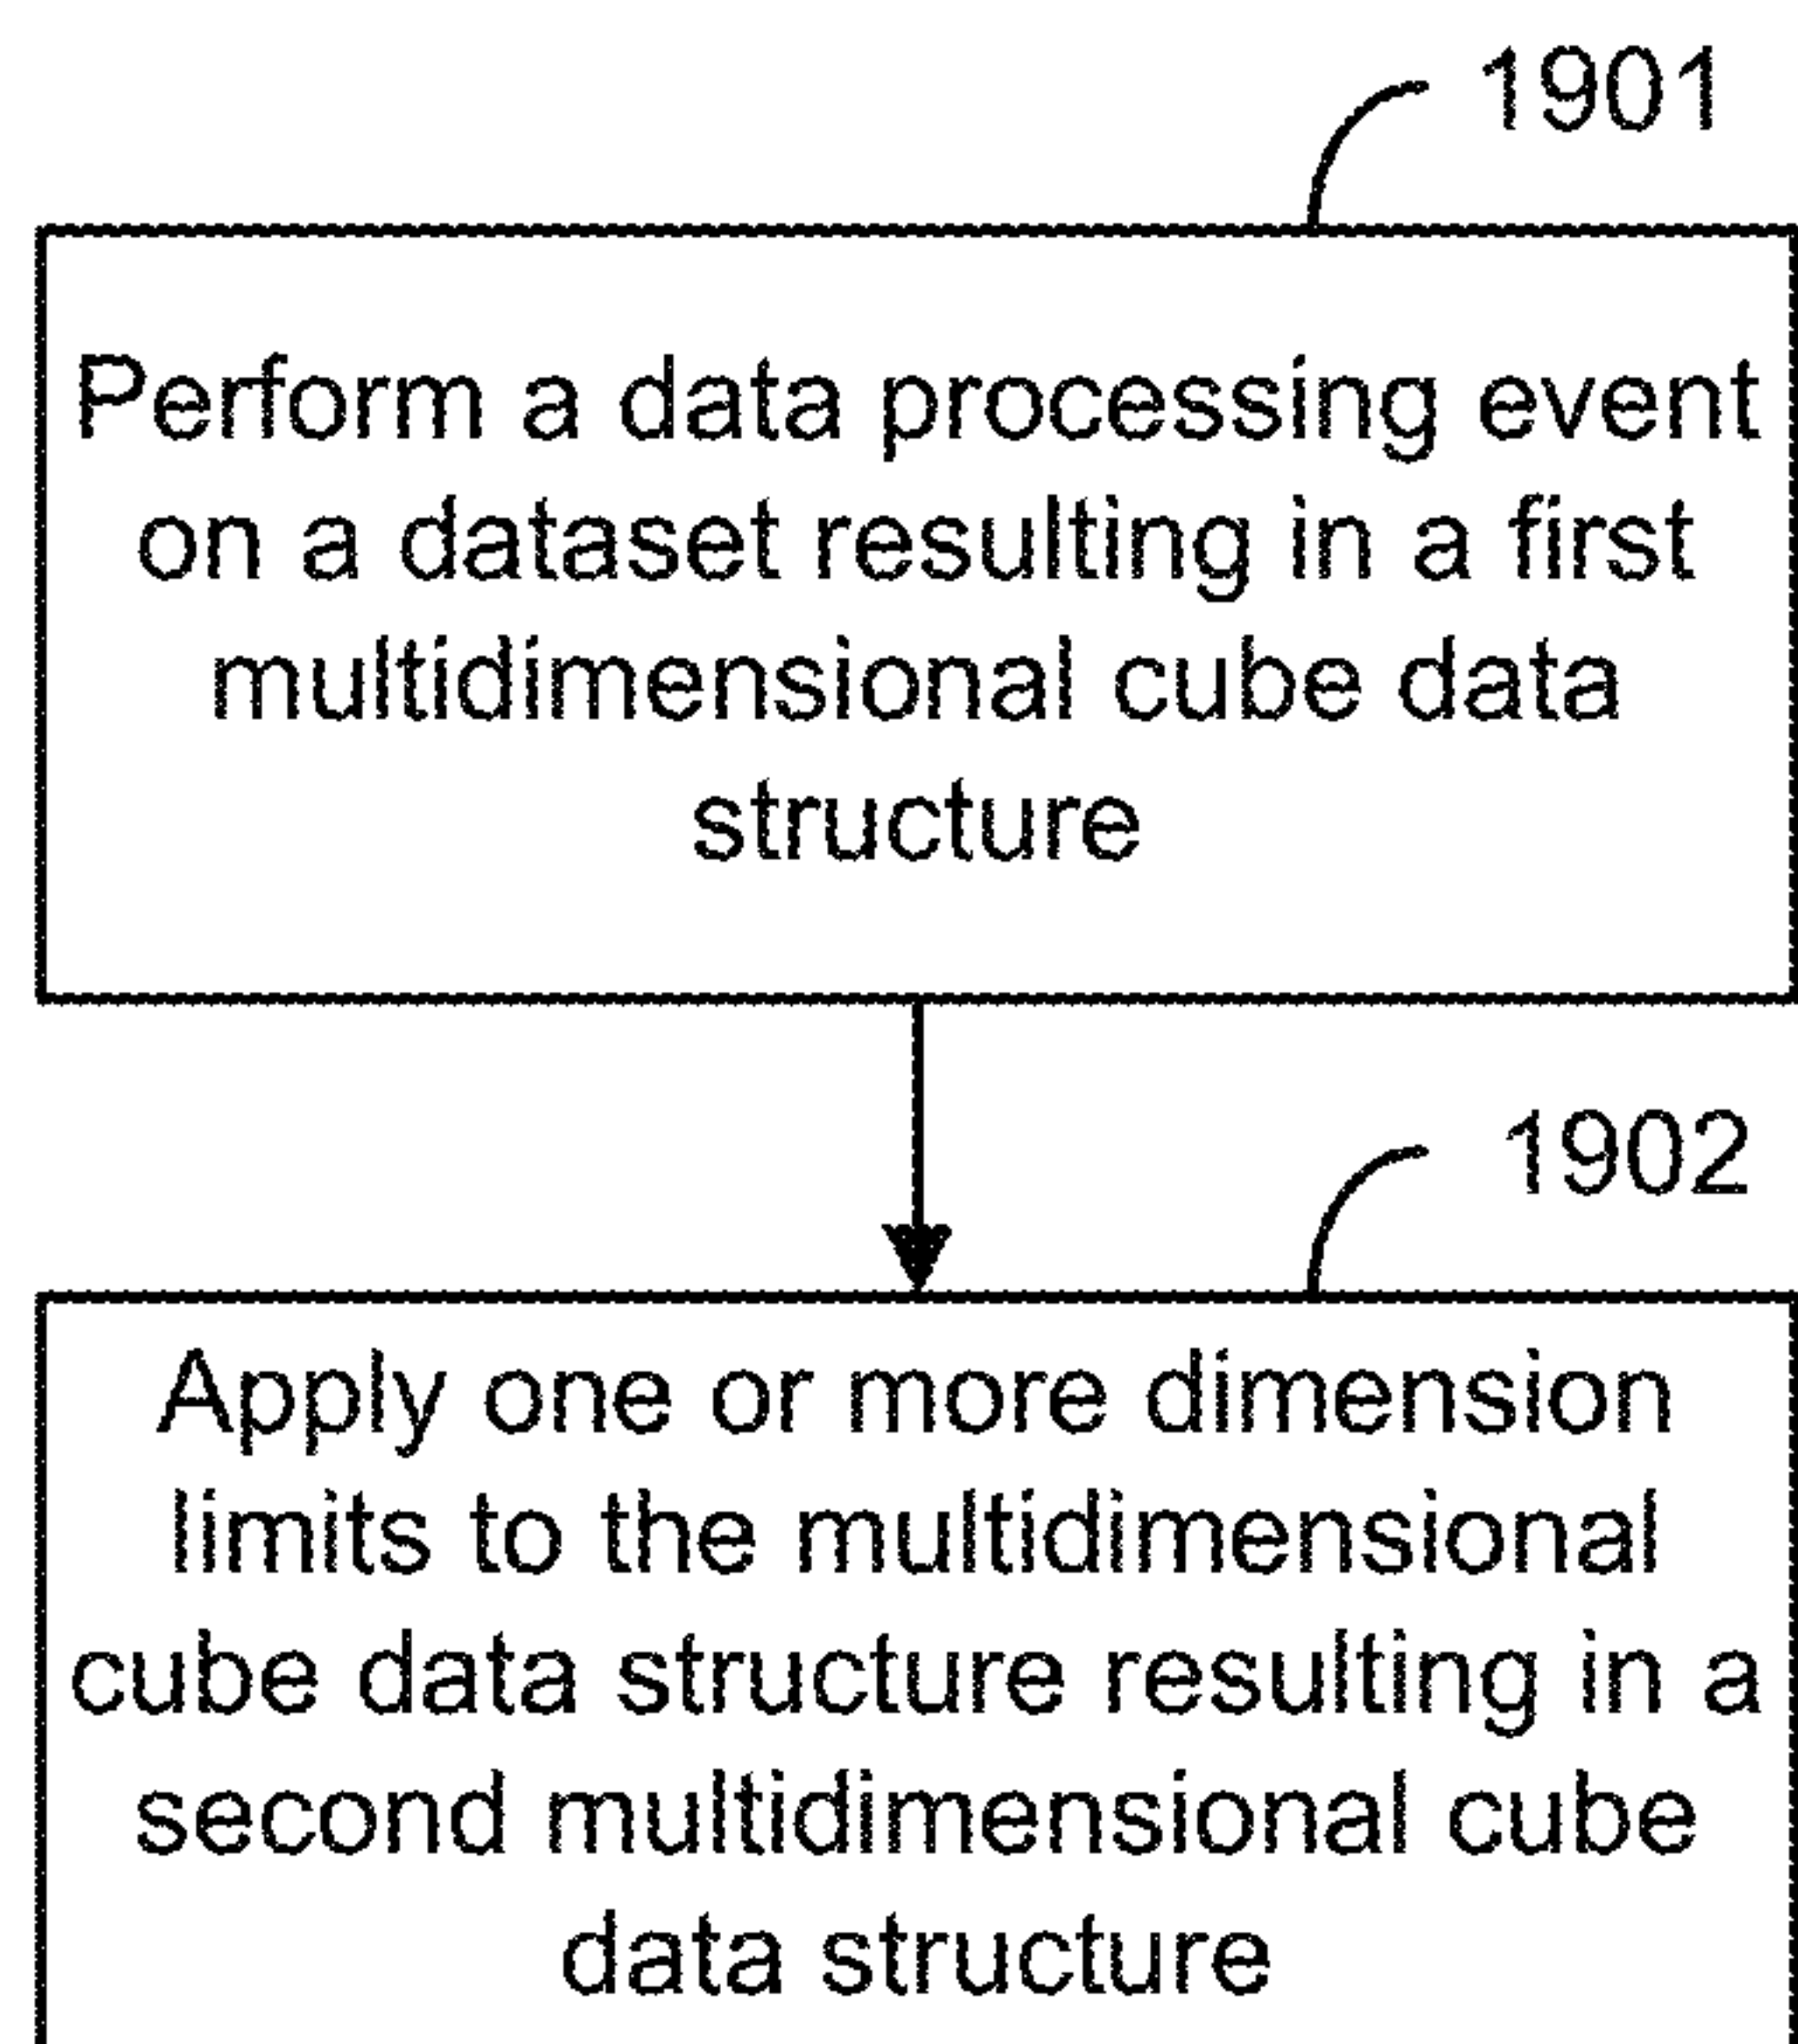 1901
Perform a data processing event
on a dataset resulting in a first
multidimensional cube data
structure
1902
Apply one or more dimension
limits to the multidimensional
cube data structure resulting in a
second multidimensional cube
data structure